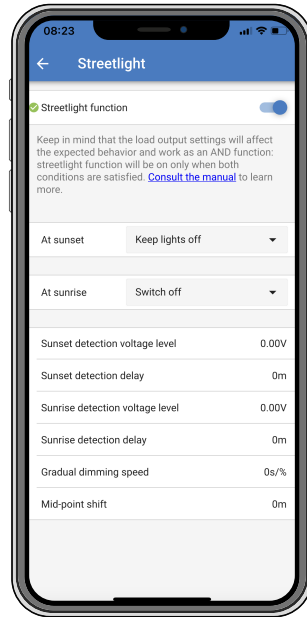 08:23
Streetlight
Streetlight function
Keep in mind that the load output settings will affect
the expected behavior and work as an AND function:
streetlight function will be on only when both
conditions are satisfied. Consult the manual to learn
more.
At sunset Keep lights off
At sunrise Switch off
Sunset detection voltage level 0.00V
Sunset detection delay 0m
Sunrise detection voltage level 0.00V
Sunrise detection delay 0m
Gradual dimming speed 0s/%
Mid-point shift 0m